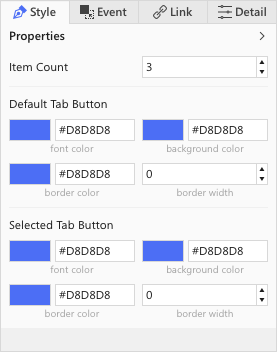 Style Event Link Detail
Properties
Item Count 3
Default Tab Button
#D8D8D8 #D8D8D8
font color background color
#D8D8D8 0
border color border width
Selected Tab Button
#D8D8D8 #D8D8D8
font color background color
#D8D8D8 0
border color border width